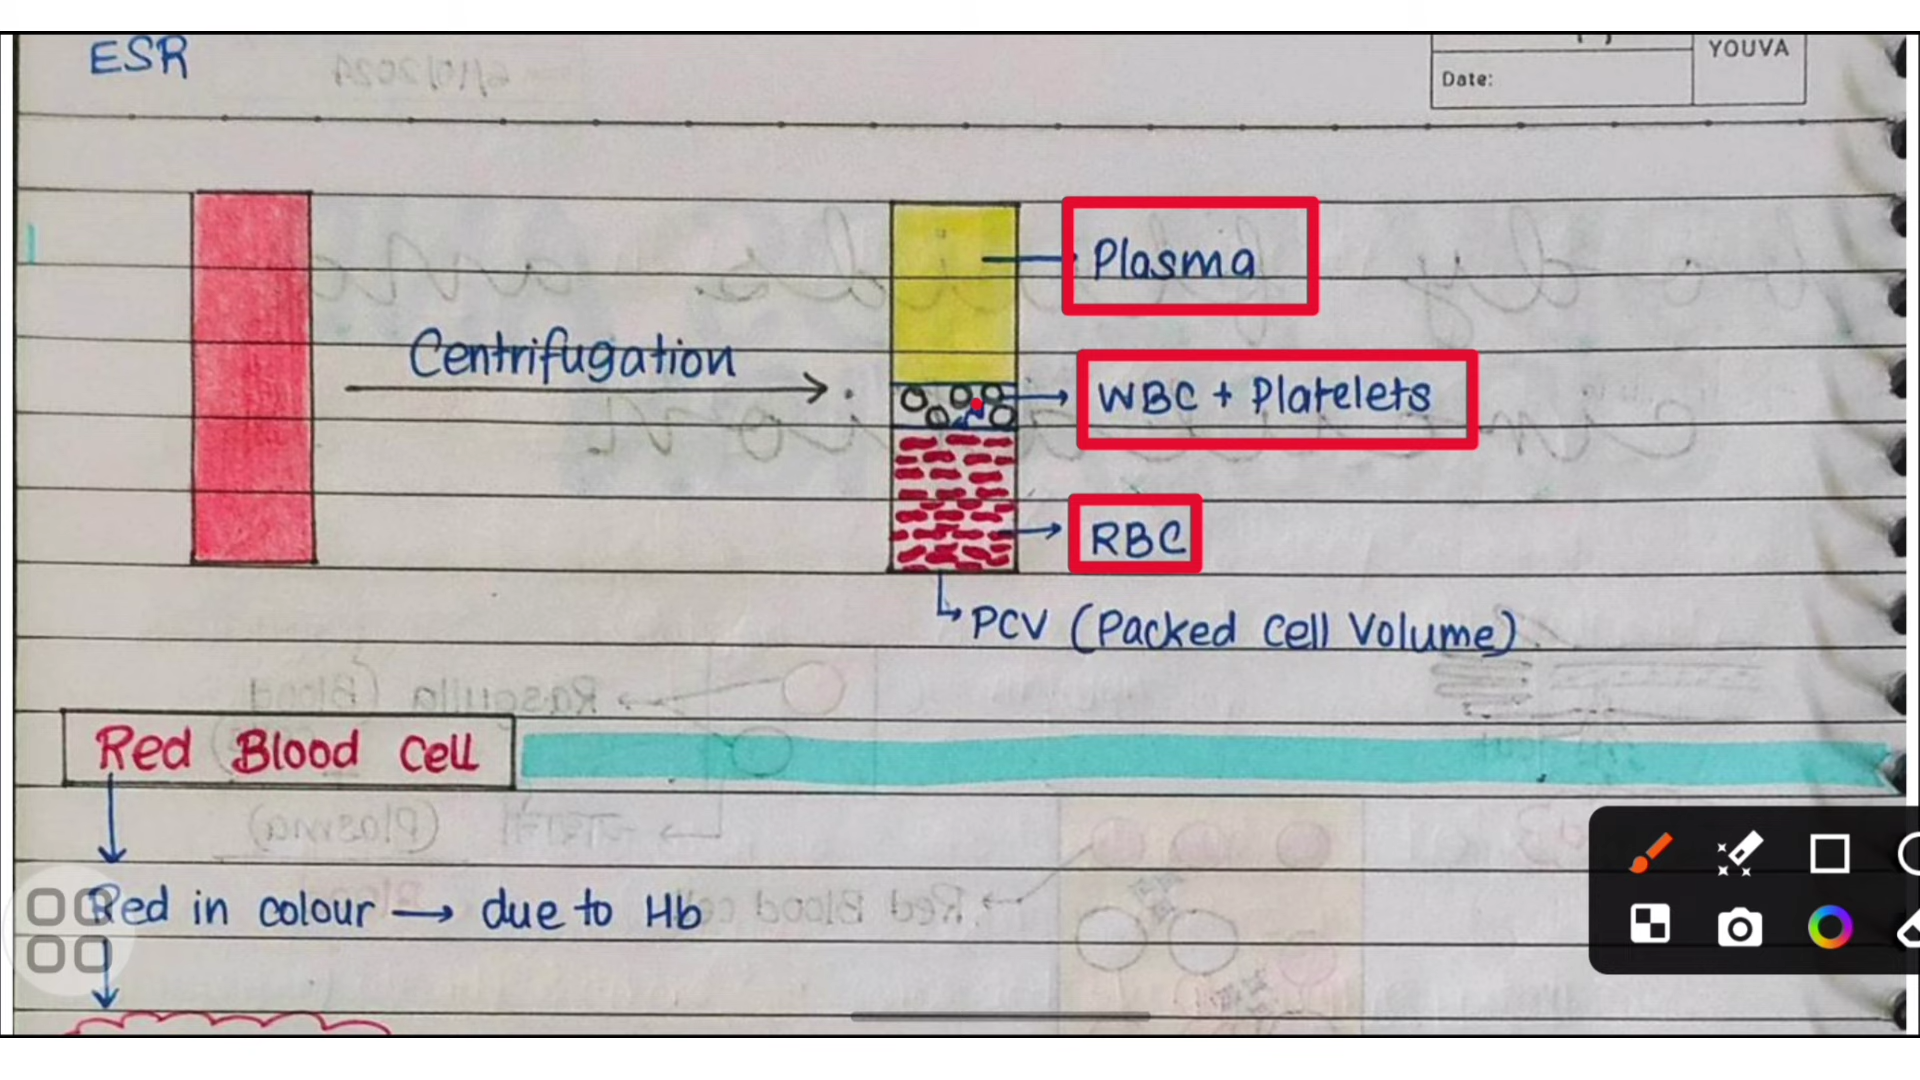 ESR
YOUVA
Date:
Plasma
Centrifugation
WBC + Platelets
RBC
PCV (Packed Cell Volume)
Red Blood Cell
Red in colour → due to Hb